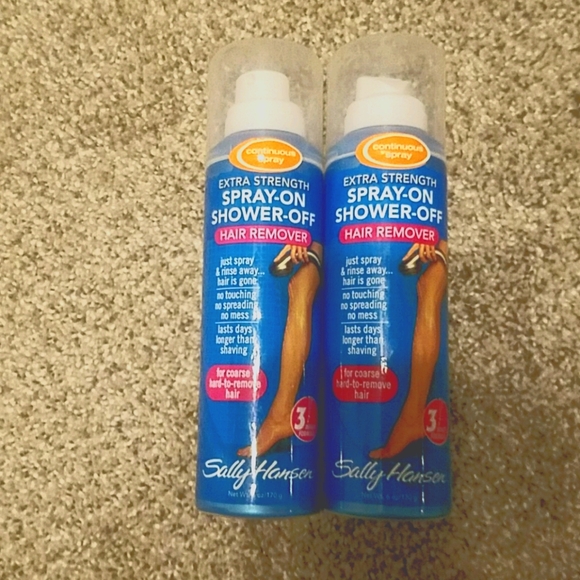 continuous
spray
EXTRA STRENGTH
SPRAY-ON
SHOWER-OFF
HAIR REMOVER
just spray
& rinse away...
hair is gone
no touching
no spreading
no mess
lasts days
longer than
shaving
for coarse
hard-to-remove
hair
3
Sally Hansen
continuous
spray
EXTRA STRENGTH
SPRAY-ON
SHOWER-OFF
HAIR REMOVER
just spray
& rinse away...
hair is gone
no touching
no spreading
no mess
lasts days
longer than
shaving
for coarse
hard-to-remove
hair
3
Sally Hansen